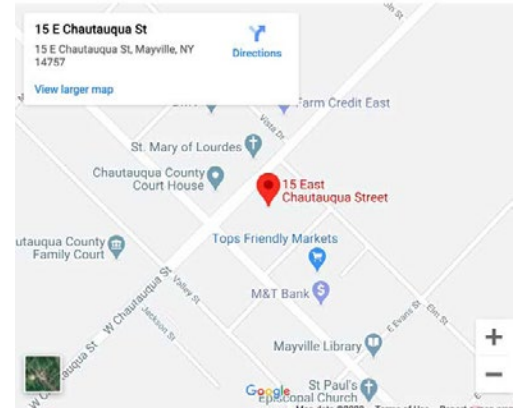 15 E Chautauqua St
15 E Chautauqua St, Mayville, NY
14757
Directions
View larger map
Farm Credit East
Vista Dr
St. Mary of Lourdes
Chautauqua County
Court House
15 East
Chautauqua Street
utauqua County
Family Court
Tops Friendly Markets
Valley St
W Chautauqua St
Jackson St
M&T Bank
E Evans St
Elm St
Mayville Library
W Chautauqua St
St Paul's
Episcopal Church
Google
+
−